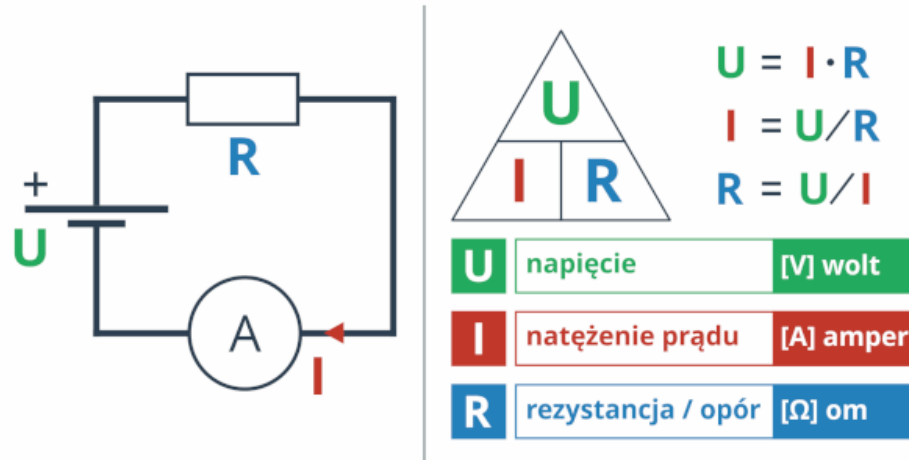 R
+
U
A
I
U
I R
U = I · R
I = U/R
R = U/I
U napięcie [V] wolt
I natężenie prądu [A] amper
R rezystancja / opór [Ω] om